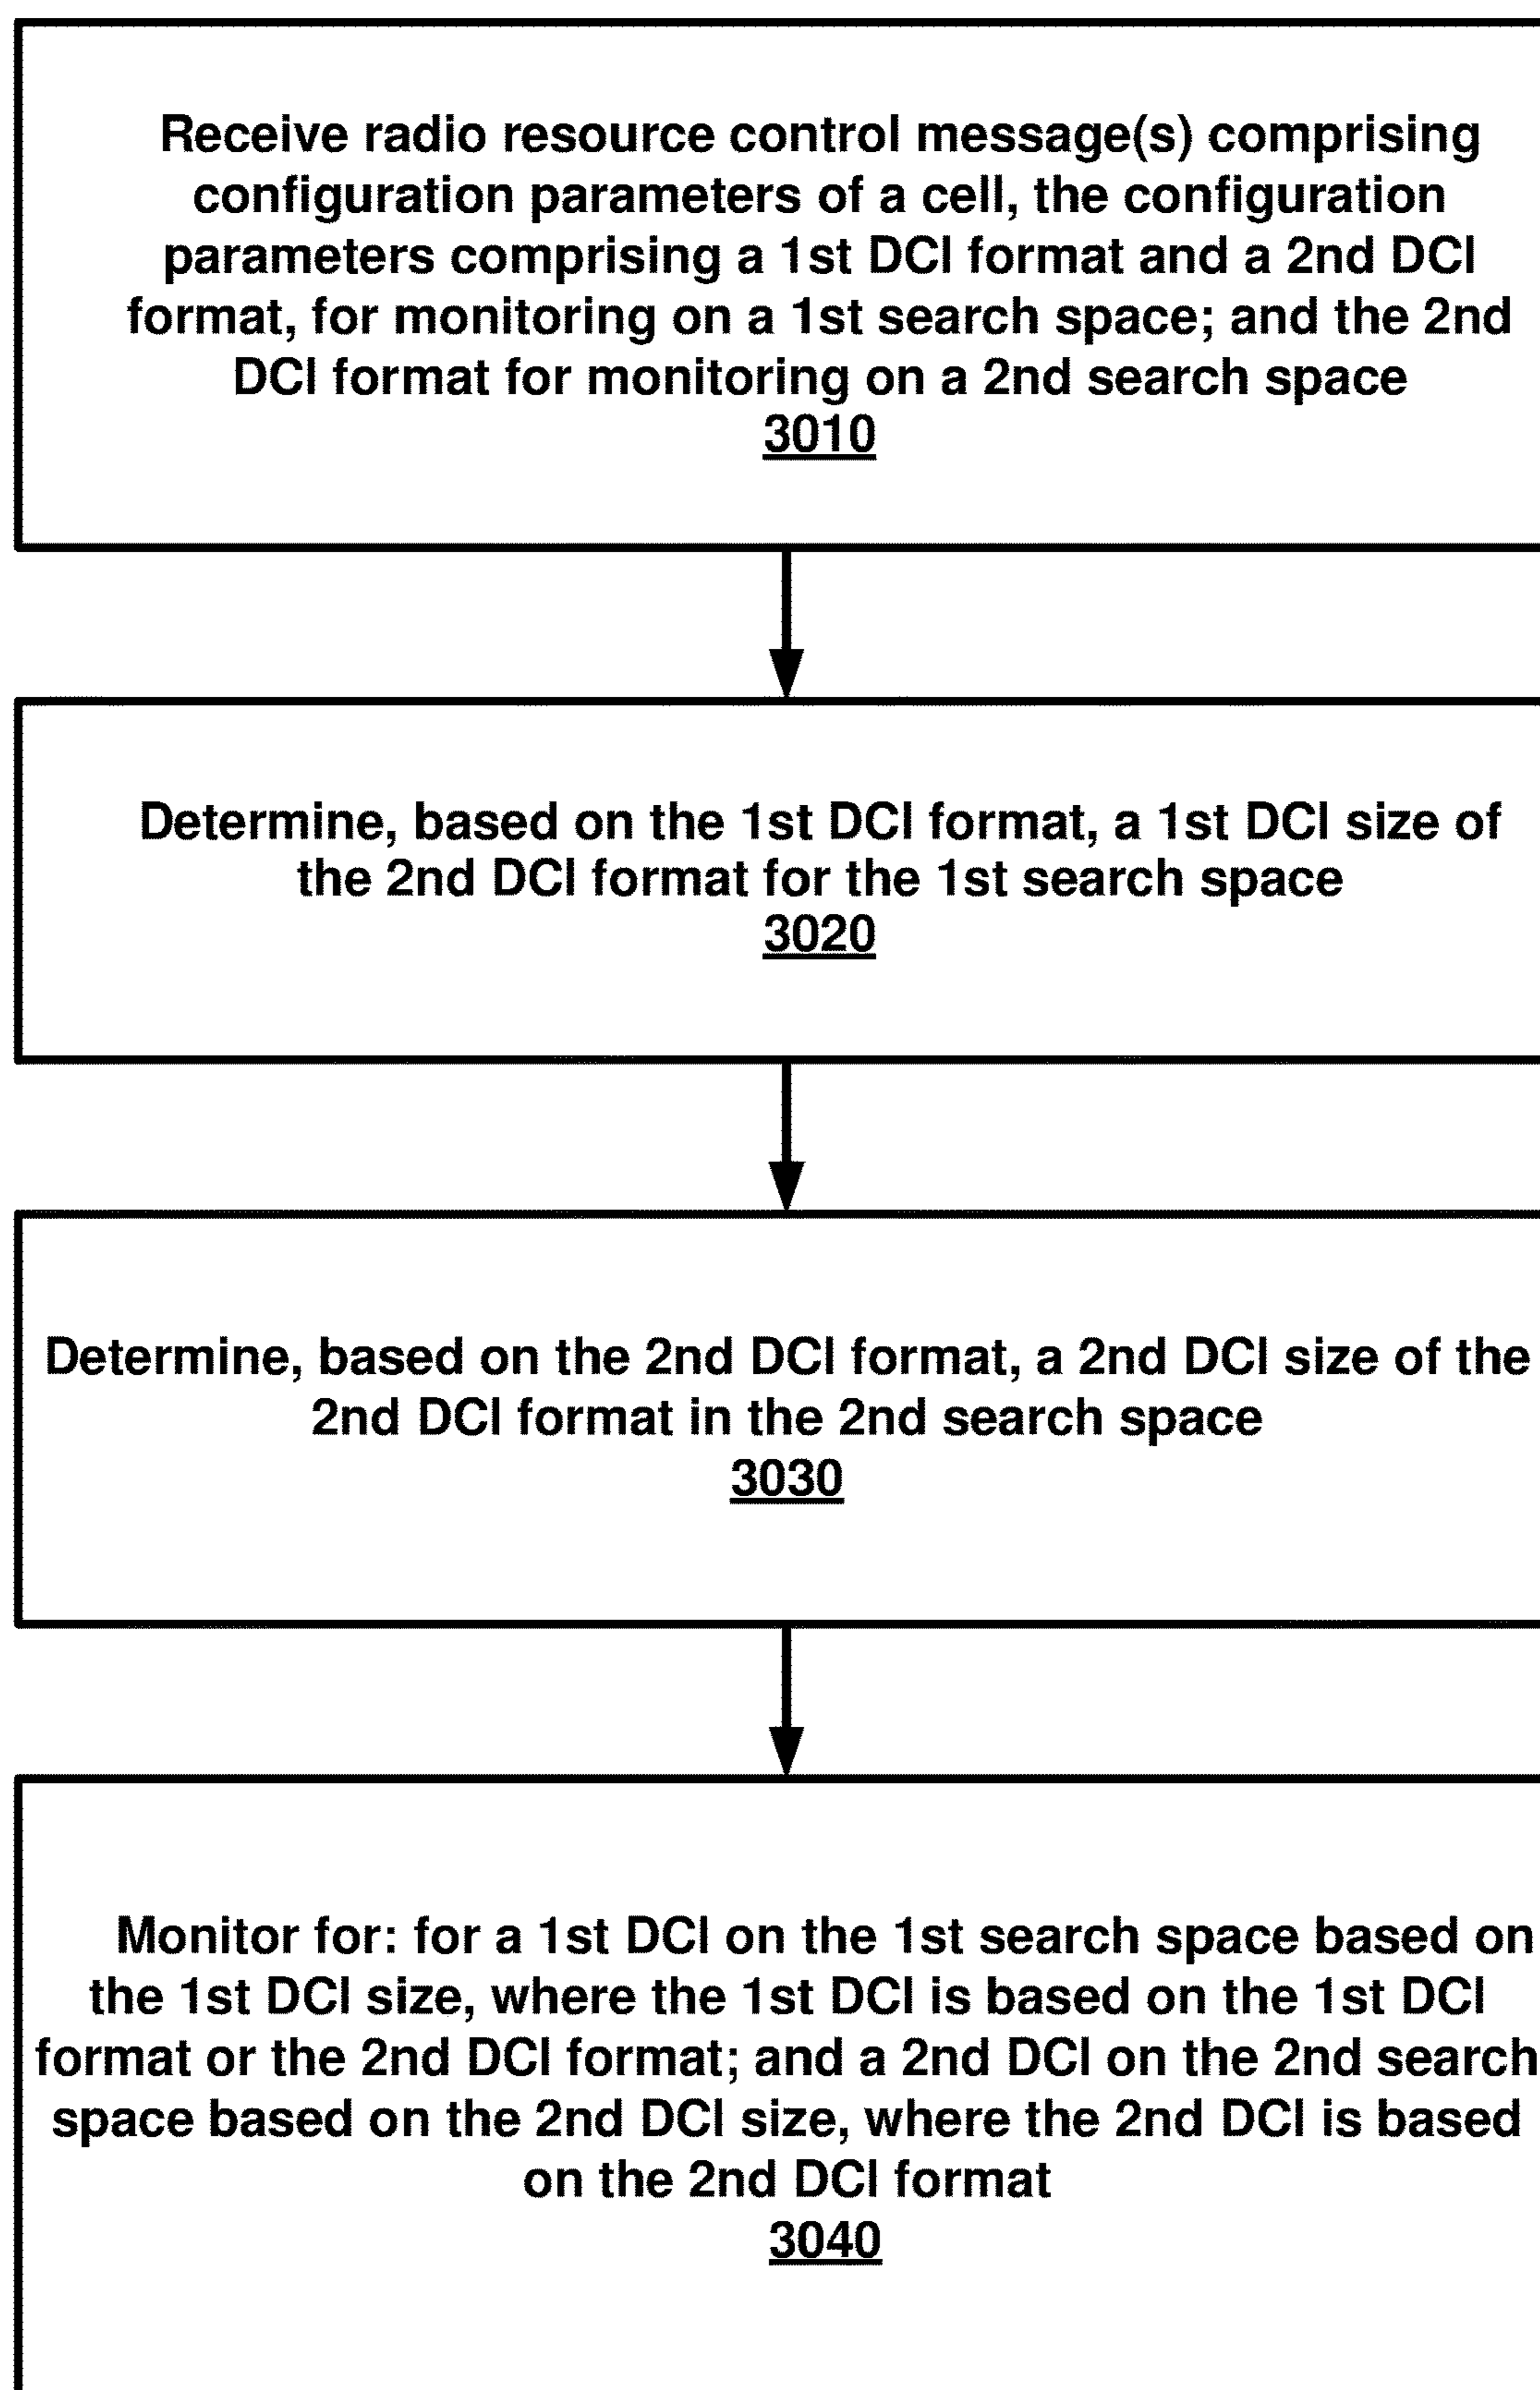 Receive radio resource control message(s) comprising
configuration parameters of a cell, the configuration
parameters comprising a 1st DCI format and a 2nd DCI
format, for monitoring on a 1st search space; and the 2nd
DCI format for monitoring on a 2nd search space
3010
Determine, based on the 1st DCI format, a 1st DCI size of
the 2nd DCI format for the 1st search space
3020
Determine, based on the 2nd DCI format, a 2nd DCI size of the
2nd DCI format in the 2nd search space
3030
Monitor for: for a 1st DCI on the 1st search space based on
the 1st DCI size, where the 1st DCI is based on the 1st DCI
format or the 2nd DCI format; and a 2nd DCI on the 2nd search
space based on the 2nd DCI size, where the 2nd DCI is based
on the 2nd DCI format
3040